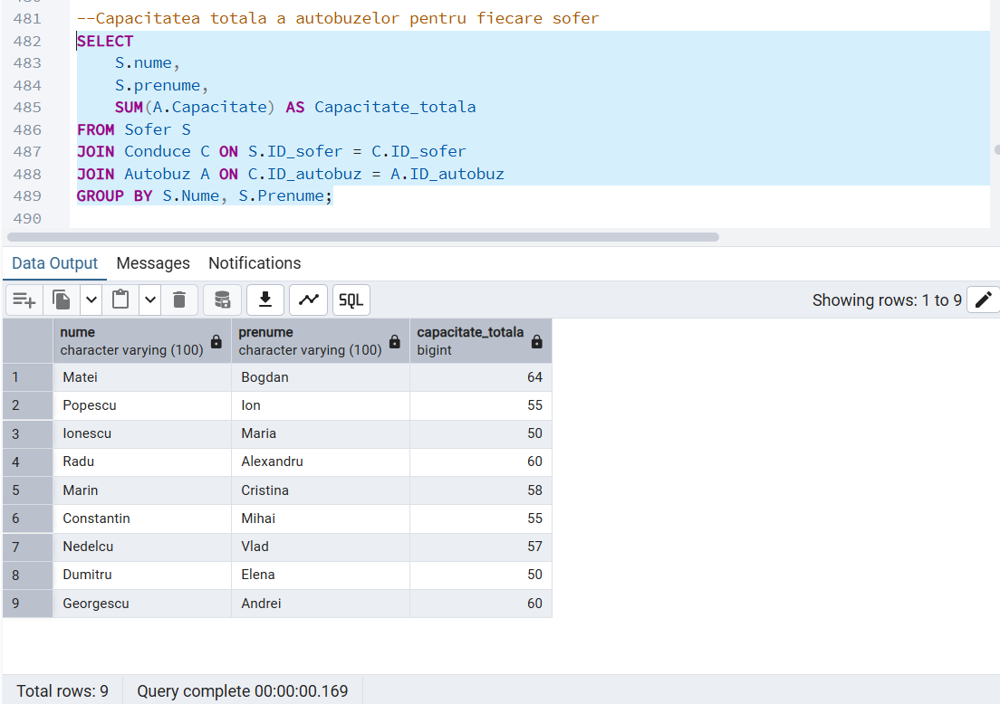 481 --Capacitatea totala a autobuzelor pentru fiecare sofer
482 SELECT
483 S.nume,
484 S.prenume,
485 SUM(A.Capacitate) AS Capacitate_totala
486 FROM Sofer S
487 JOIN Conduce C ON S.ID_sofer = C.ID_sofer
488 JOIN Autobuz A ON C.ID_autobuz = A.ID_autobuz
489 GROUP BY S.Nume, S.Prenume;
490
Data Output Messages Notifications
SQL Showing rows: 1 to 9
nume prenume capacitate_totala
character varying (100) character varying (100) bigint
1 Matei Bogdan 64
2 Popescu Ion 55
3 Ionescu Maria 50
4 Radu Alexandru 60
5 Marin Cristina 58
6 Constantin Mihai 55
7 Nedelcu Vlad 57
8 Dumitru Elena 50
9 Georgescu Andrei 60
Total rows: 9 Query complete 00:00:00.169